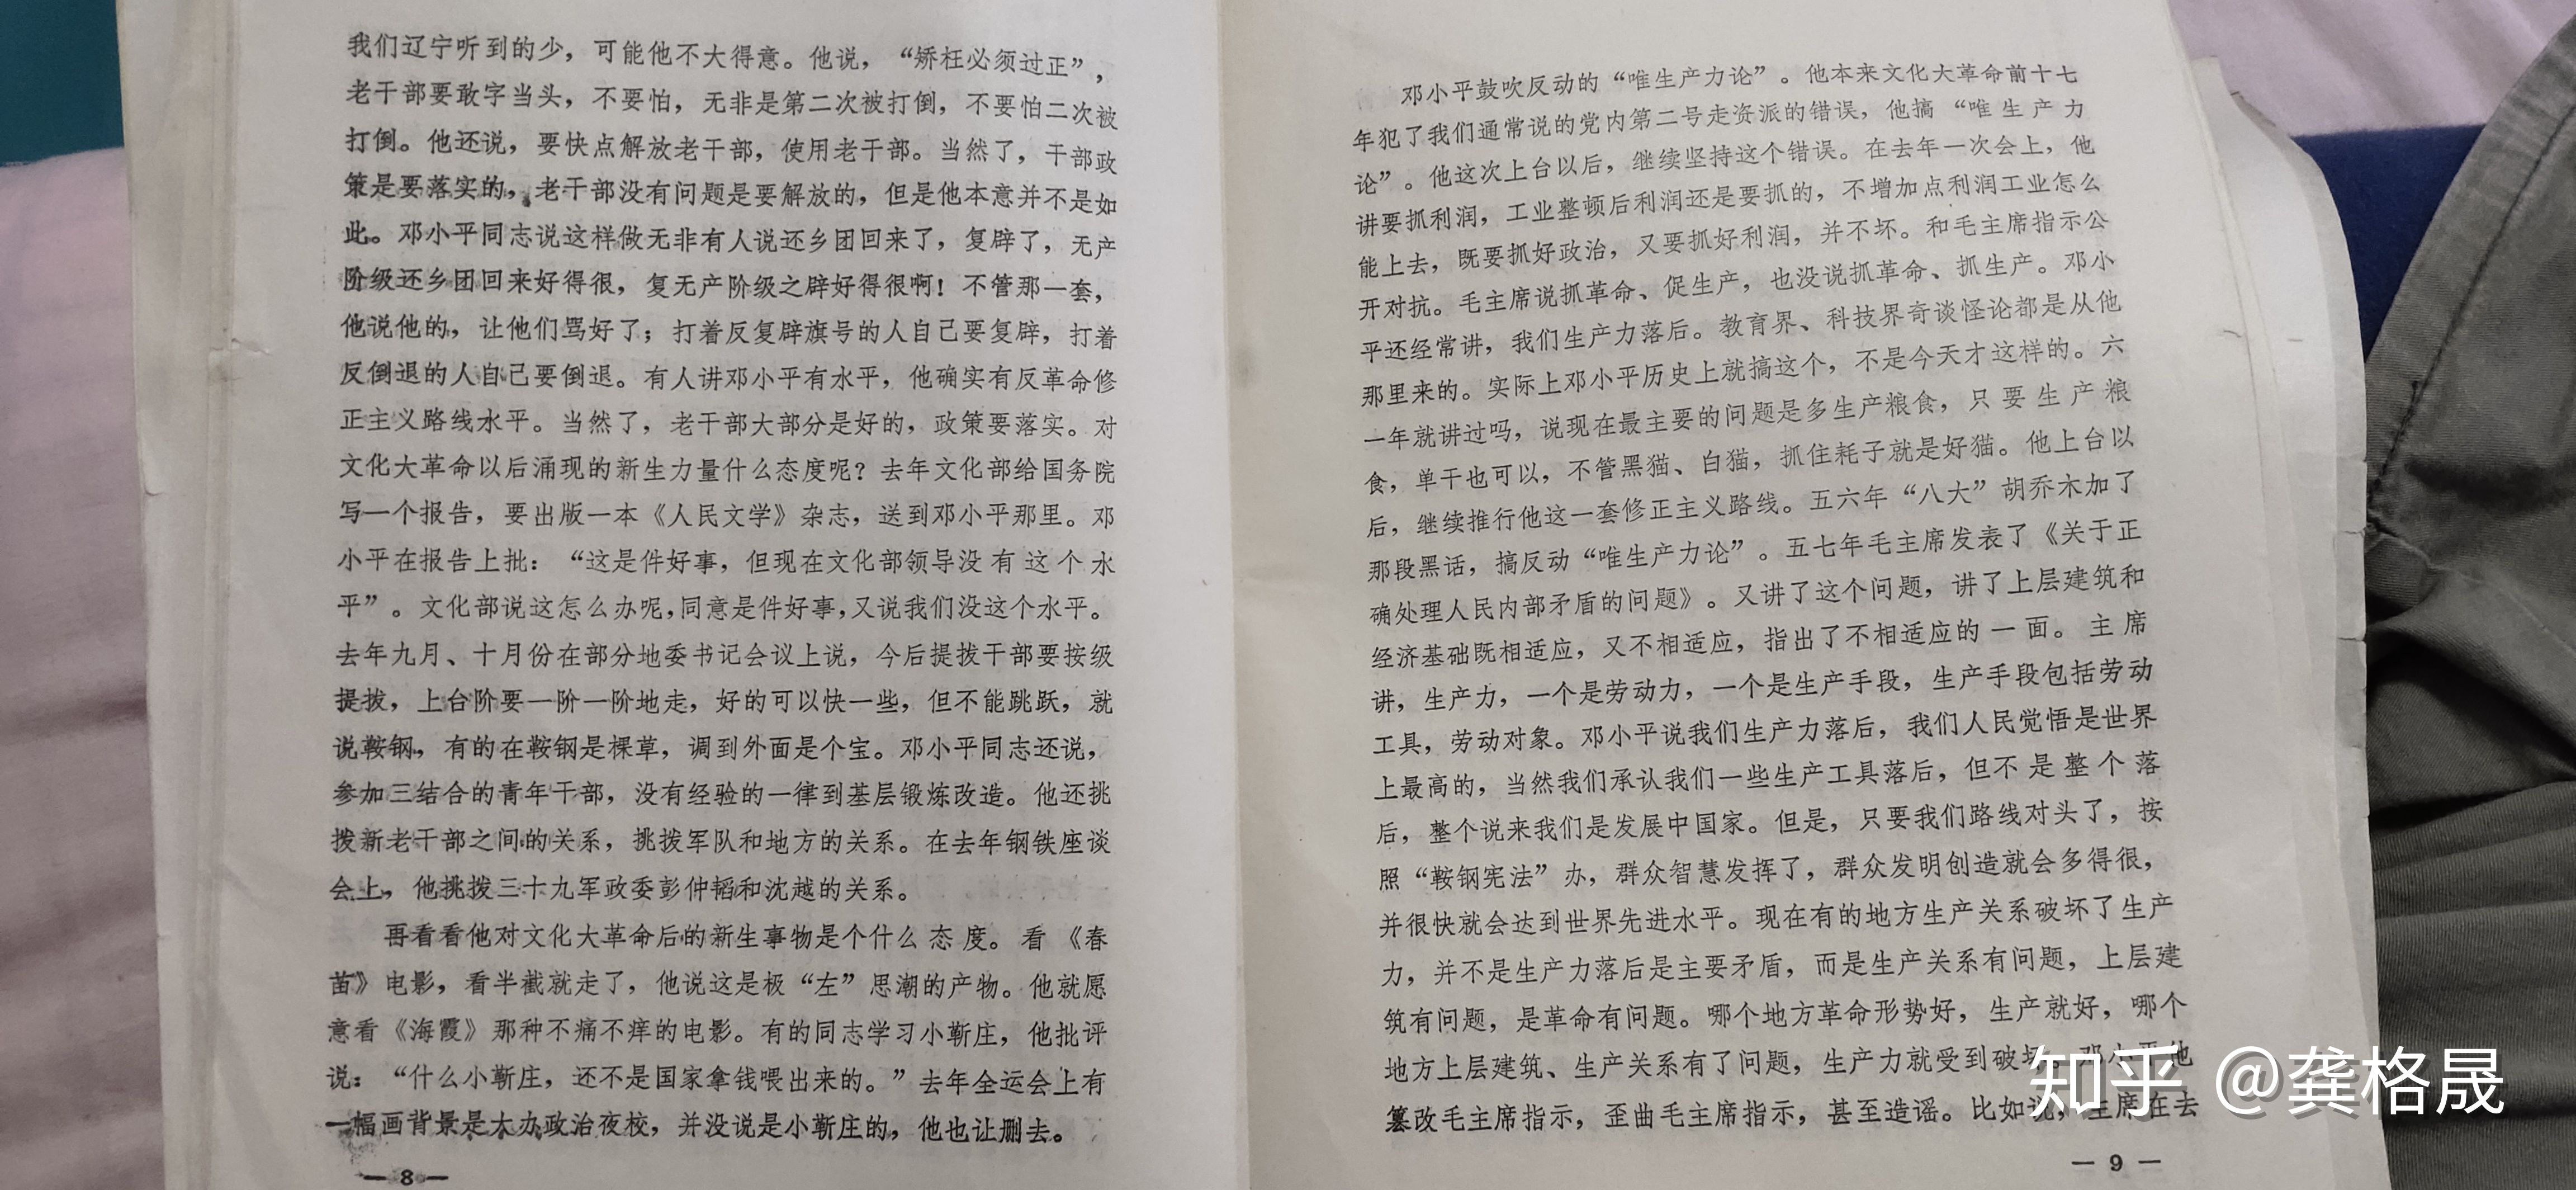 我们辽宁听到的少，可能他不大得意。他说，“矫枉必须过正”，
老干部要敢字当头，不要怕，无非是第二次被打倒，不要怕二次被
打倒。他还说，要快点解放老干部，使用老干部。当然了，干部政
策是要落实的，老干部没有问题是要解放的，但是他本意并不是如
此。邓小平同志说这样做无非有人说还乡团回来了，复辟了，无产
阶级还乡团回来好得很，复无产阶级之辟好得很啊！不管那一套，
他说他的，让他们骂好了；打着反复辟旗号的人自己要复辟，打着
反倒退的人自己要倒退。有人讲邓小平有水平，他确实有反革命修
正主义路线水平。当然了，老干部大部分是好的，政策要落实。对
文化大革命以后涌现的新生力量什么态度呢？去年文化部给国务院
写一个报告，要出版一本《人民文学》杂志，送到邓小平那里。邓
小平在报告上批：“这是件好事，但现在文化部领导没有这个水
平”。文化部说这怎么办呢，同意是件好事，又说我们没这个水平。
去年九月、十月份在部分地委书记会议上说，今后提拔干部要按级
提拔，上台阶要一阶一阶地走，好的可以快一些，但不能跳跃，就
说鞍钢，有的在鞍钢是棵草，调到外面是个宝。邓小平同志还说，
参加三结合的青年干部，没有经验的一律到基层锻炼改造。他还挑
拨新老干部之间的关系，挑拨军队和地方的关系。在去年钢铁座谈
会上，他挑拨三十九军政委彭仲韬和沈越的关系。
再看看他对文化大革命后的新生事物是个什么态度。看《春
苗》电影，看半截就走了，他说这是极“左”思潮的产物。他就愿
意看《海霞》那种不痛不痒的电影。有的同志学习小靳庄，他批评
说：“什么小靳庄，还不是国家拿钱喂出来的。”去年全运会上有
一幅画背景是大办政治夜校，并没说是小靳庄的，他也让删去。
— 8 —
邓小平鼓吹反动的“唯生产力论”。他本来文化大革命前十七
年犯了我们通常说的党内第二号走资派的错误，他搞“唯生产力
论”。他这次上台以后，继续坚持这个错误。在去年一次会上，他
讲要抓利润，工业整顿后利润还是要抓的，不增加点利润工业怎么
能上去，既要抓好政治，又要抓好利润，并不坏。和毛主席指示公
开对抗。毛主席说抓革命、促生产，也没说抓革命、抓生产。邓小
平还经常讲，我们生产力落后。教育界、科技界奇谈怪论都是从他
那里来的。实际上邓小平历史上就搞这个，不是今天才这样的。六
一年就讲过吗，说现在最主要的问题是多生产粮食，只要生产粮
食，单干也可以，不管黑猫、白猫，抓住耗子就是好猫。他上台以
后，继续推行他这一套修正主义路线。五六年“八大”胡乔木加了
那段黑话，搞反动“唯生产力论”。五七年毛主席发表了《关于正
确处理人民内部矛盾的问题》。又讲了这个问题，讲了上层建筑和
经济基础既相适应，又不相适应，指出了不相适应的一面。主席
讲，生产力，一个是劳动力，一个是生产手段，生产手段包括劳动
工具，劳动对象。邓小平说我们生产力落后，我们人民觉悟是世界
上最高的，当然我们承认我们一些生产工具落后，但不是整个落
后，整个说来我们是发展中国家。但是，只要我们路线对头了，按
照“鞍钢宪法”办，群众智慧发挥了，群众发明创造就会多得很，
并很快就会达到世界先进水平。现在有的地方生产关系破坏了生产
力，并不是生产力落后是主要矛盾，而是生产关系有问题，上层建
筑有问题，是革命有问题。哪个地方革命形势好，生产就好，哪个
地方上层建筑、生产关系有了问题，生产力就受到破坏。邓小平他
篡改毛主席指示，歪曲毛主席指示，甚至造谣。比如说，主席在去
— 9 —
知乎 @龚格晟